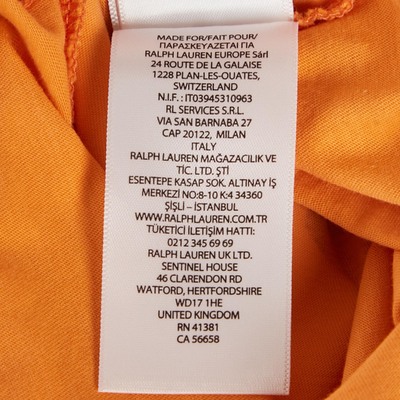 MADE FOR/FAIT POUR/
ΠΑΡΑΣΚΕΥΑΖΕΤΑΙ ΓΙΑ
RALPH LAUREN EUROPE Sárl
24 ROUTE DE LA GALAISE
1228 PLAN-LES-OUATES,
SWITZERLAND
N.I.F.: IT03945310963
RL SERVICES S.R.L.
VIA SAN BARNABA 27
CAP 20122, MILAN
ITALY
RALPH LAUREN MAĞAZACILIK VE
TİC. LTD. ŞTİ
ESENTEPE KASAP SOK. ALTINAY İŞ
MERKEZİ NO:8-10 K:4 34360
ŞİŞLİ – İSTANBUL
WWW.RALPHLAUREN.COM.TR
TÜKETİCİ İLETİŞİM HATTI:
0212 345 69 69
RALPH LAUREN UK LTD.
SENTINEL HOUSE
46 CLARENDON RD
WATFORD, HERTFORDSHIRE
WD17 1HE
UNITED KINGDOM
RN 41381
CA 56658